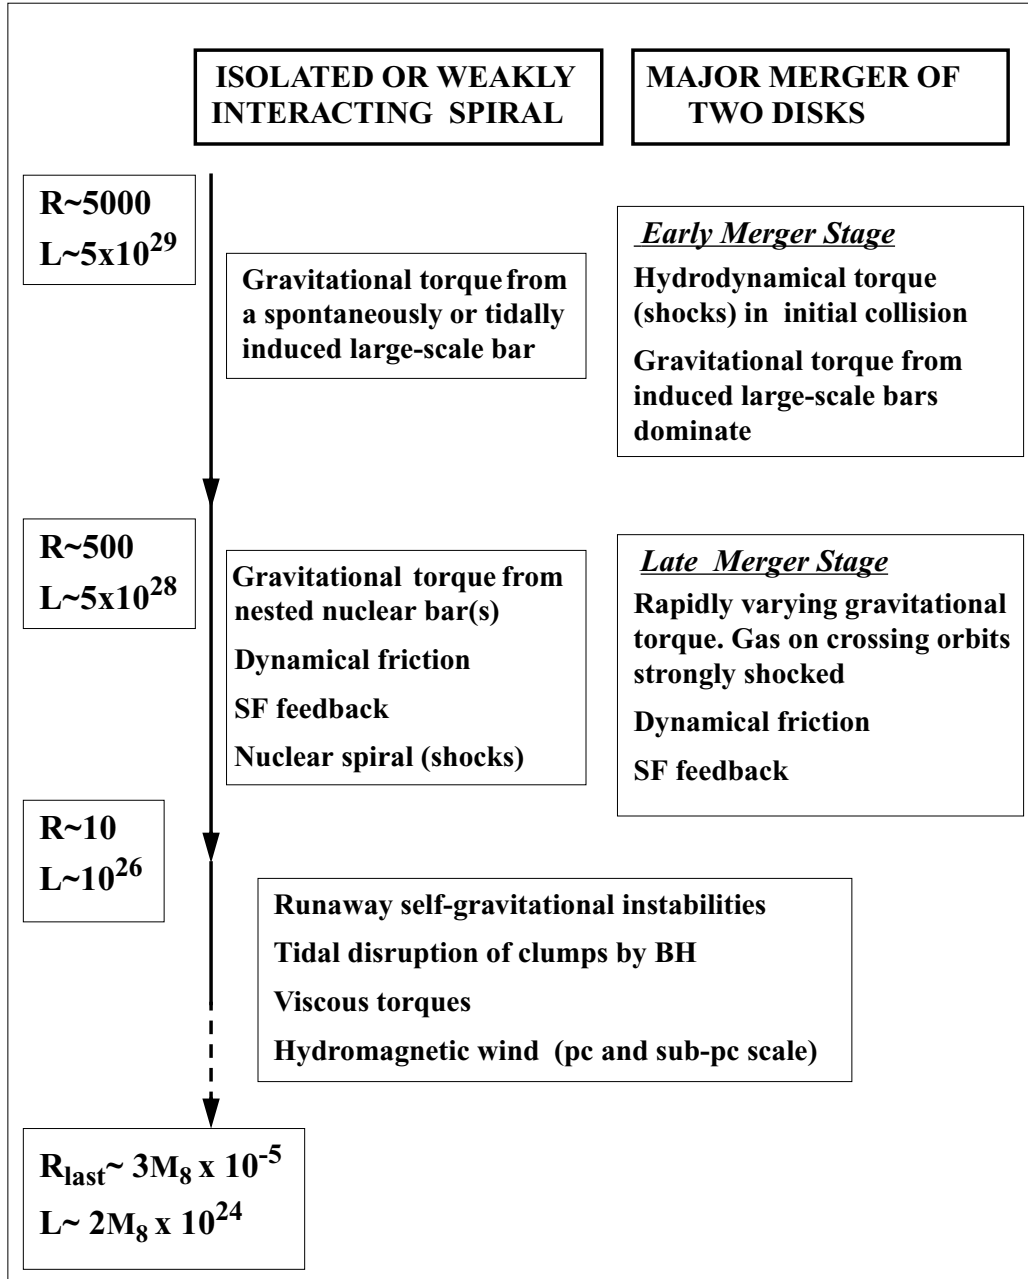 ISOLATED OR WEAKLY
INTERACTING SPIRAL
MAJOR MERGER OF
TWO DISKS
R~5000
L~5x10^29
Gravitational torque from
a spontaneously or tidally
induced large-scale bar
Early Merger Stage
Hydrodynamical torque
(shocks) in initial collision
Gravitational torque from
induced large-scale bars
dominate
R~500
L~5x10^28
Gravitational torque from
nested nuclear bar(s)
Dynamical friction
SF feedback
Nuclear spiral (shocks)
Late Merger Stage
Rapidly varying gravitational
torque. Gas on crossing orbits
strongly shocked
Dynamical friction
SF feedback
R~10
L~10^26
Runaway self-gravitational instabilities
Tidal disruption of clumps by BH
Viscous torques
Hydromagnetic wind (pc and sub-pc scale)
R_last~ 3M_8 x 10^-5
L~ 2M_8 x 10^24